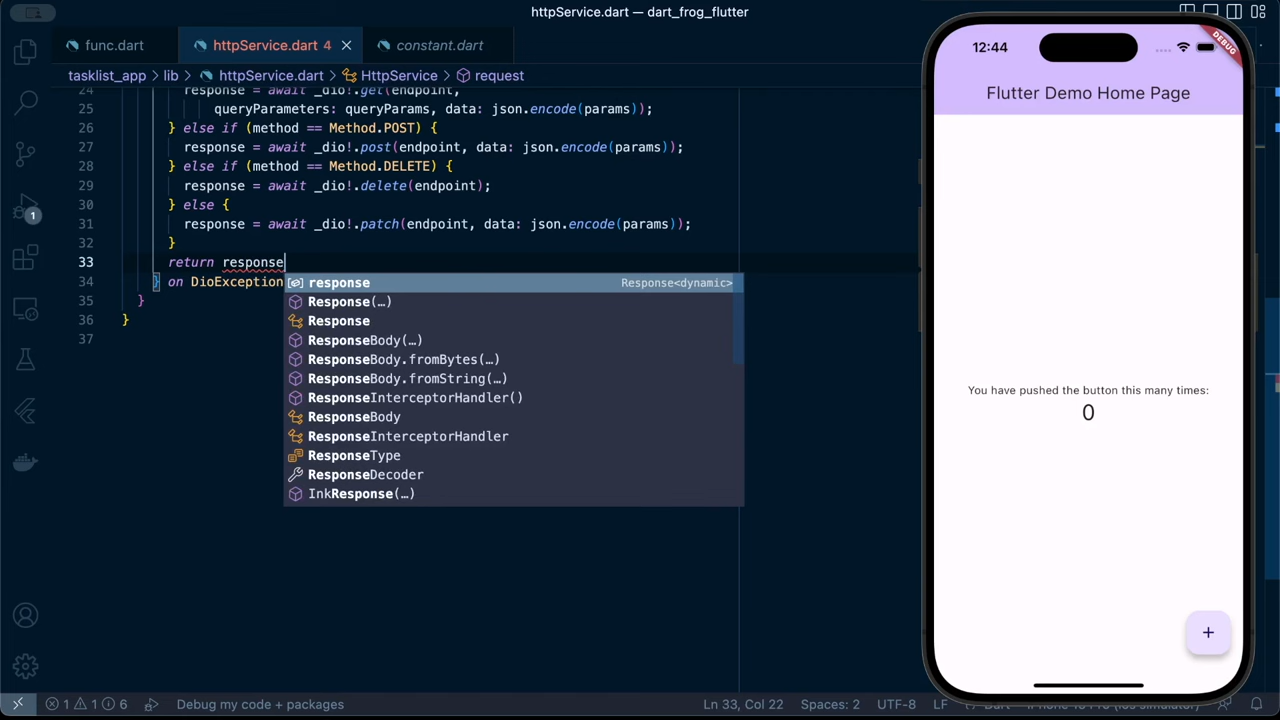 httpService.dart — dart_frog_flutter
func.dart
httpService.dart 4
constant.dart
tasklist_app > lib > httpService.dart > HttpService > request
24 response = await _dio!.get(endpoint,
25 queryParameters: queryParams, data: json.encode(params));
26 } else if (method == Method.POST) {
27 response = await _dio!.post(endpoint, data: json.encode(params));
28 } else if (method == Method.DELETE) {
29 response = await _dio!.delete(endpoint);
30 } else {
31 response = await _dio!.patch(endpoint, data: json.encode(params));
32 }
33 return response
34 } on DioException
35 }
36 }
37
response Response<dynamic>
Response(…)
Response
ResponseBody(…)
ResponseBody.fromBytes(…)
ResponseBody.fromString(…)
ResponseInterceptorHandler()
ResponseBody
ResponseInterceptorHandler
ResponseType
ResponseDecoder
InkResponse(…)
1
1 1 6 Debug my code + packages
Ln 33, Col 22 Spaces: 2 UTF-8 LF
12:44
DEBUG
Flutter Demo Home Page
You have pushed the button this many times:
0
+